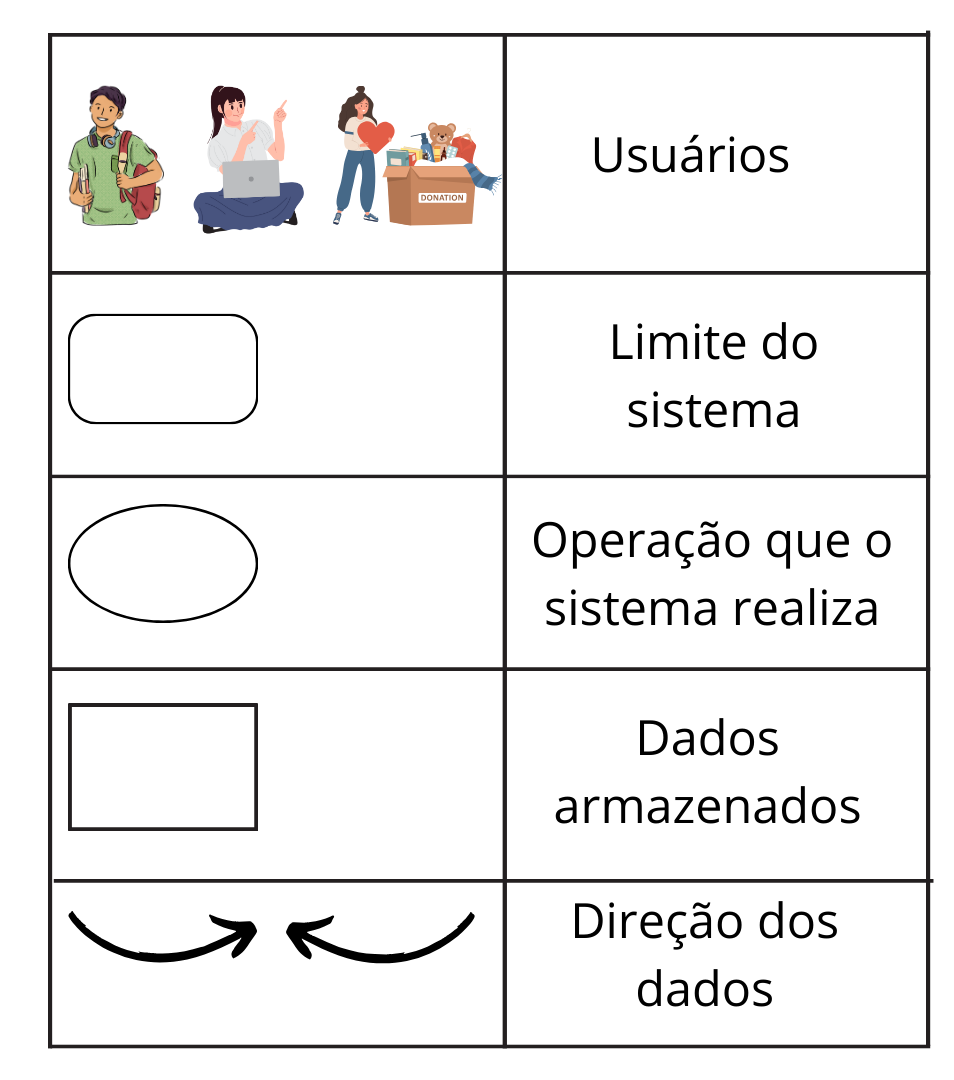 DONATION
Usuários
Limite do
sistema
Operação que o
sistema realiza
Dados
armazenados
Direção dos
dados